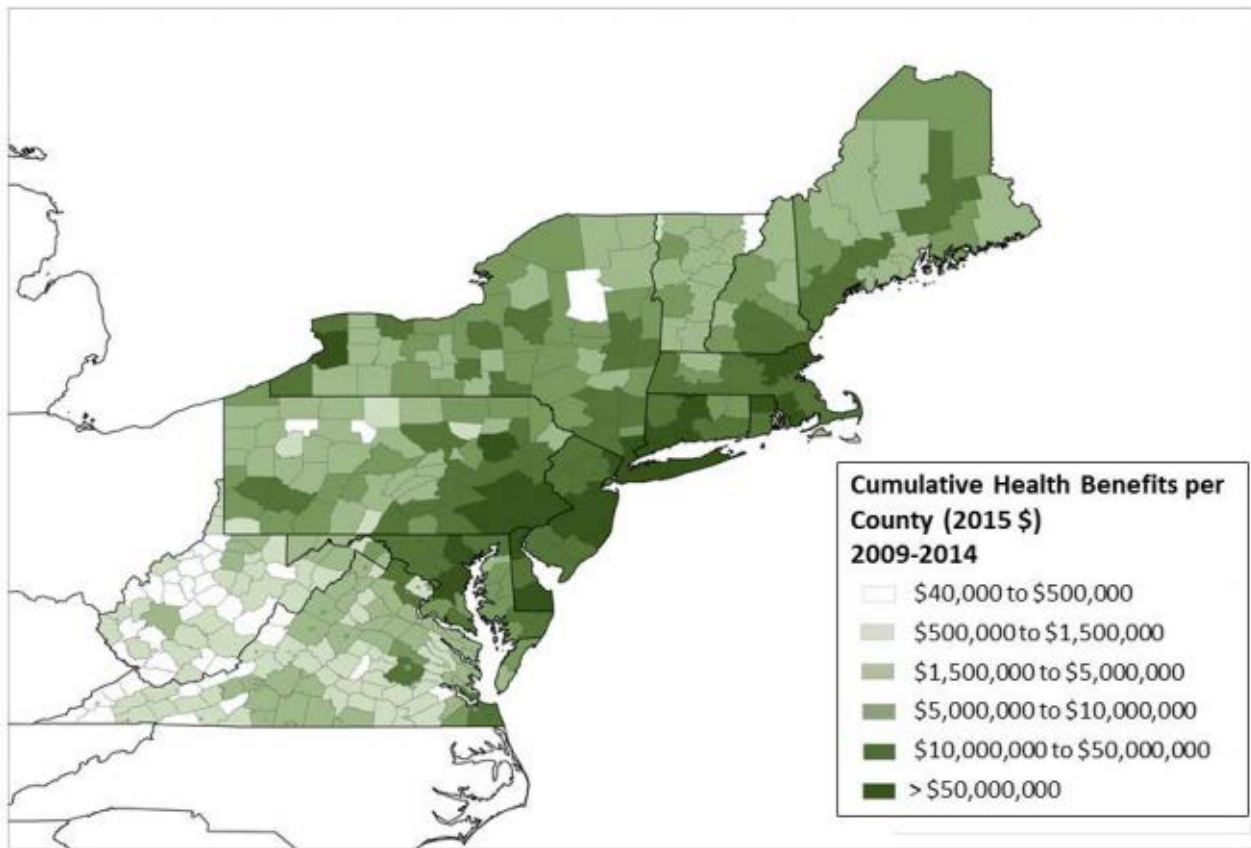 Cumulative Health Benefits per
County (2015 $)
2009-2014
$40,000 to $500,000
$500,000 to $1,500,000
$1,500,000 to $5,000,000
$5,000,000 to $10,000,000
$10,000,000 to $50,000,000
> $50,000,000